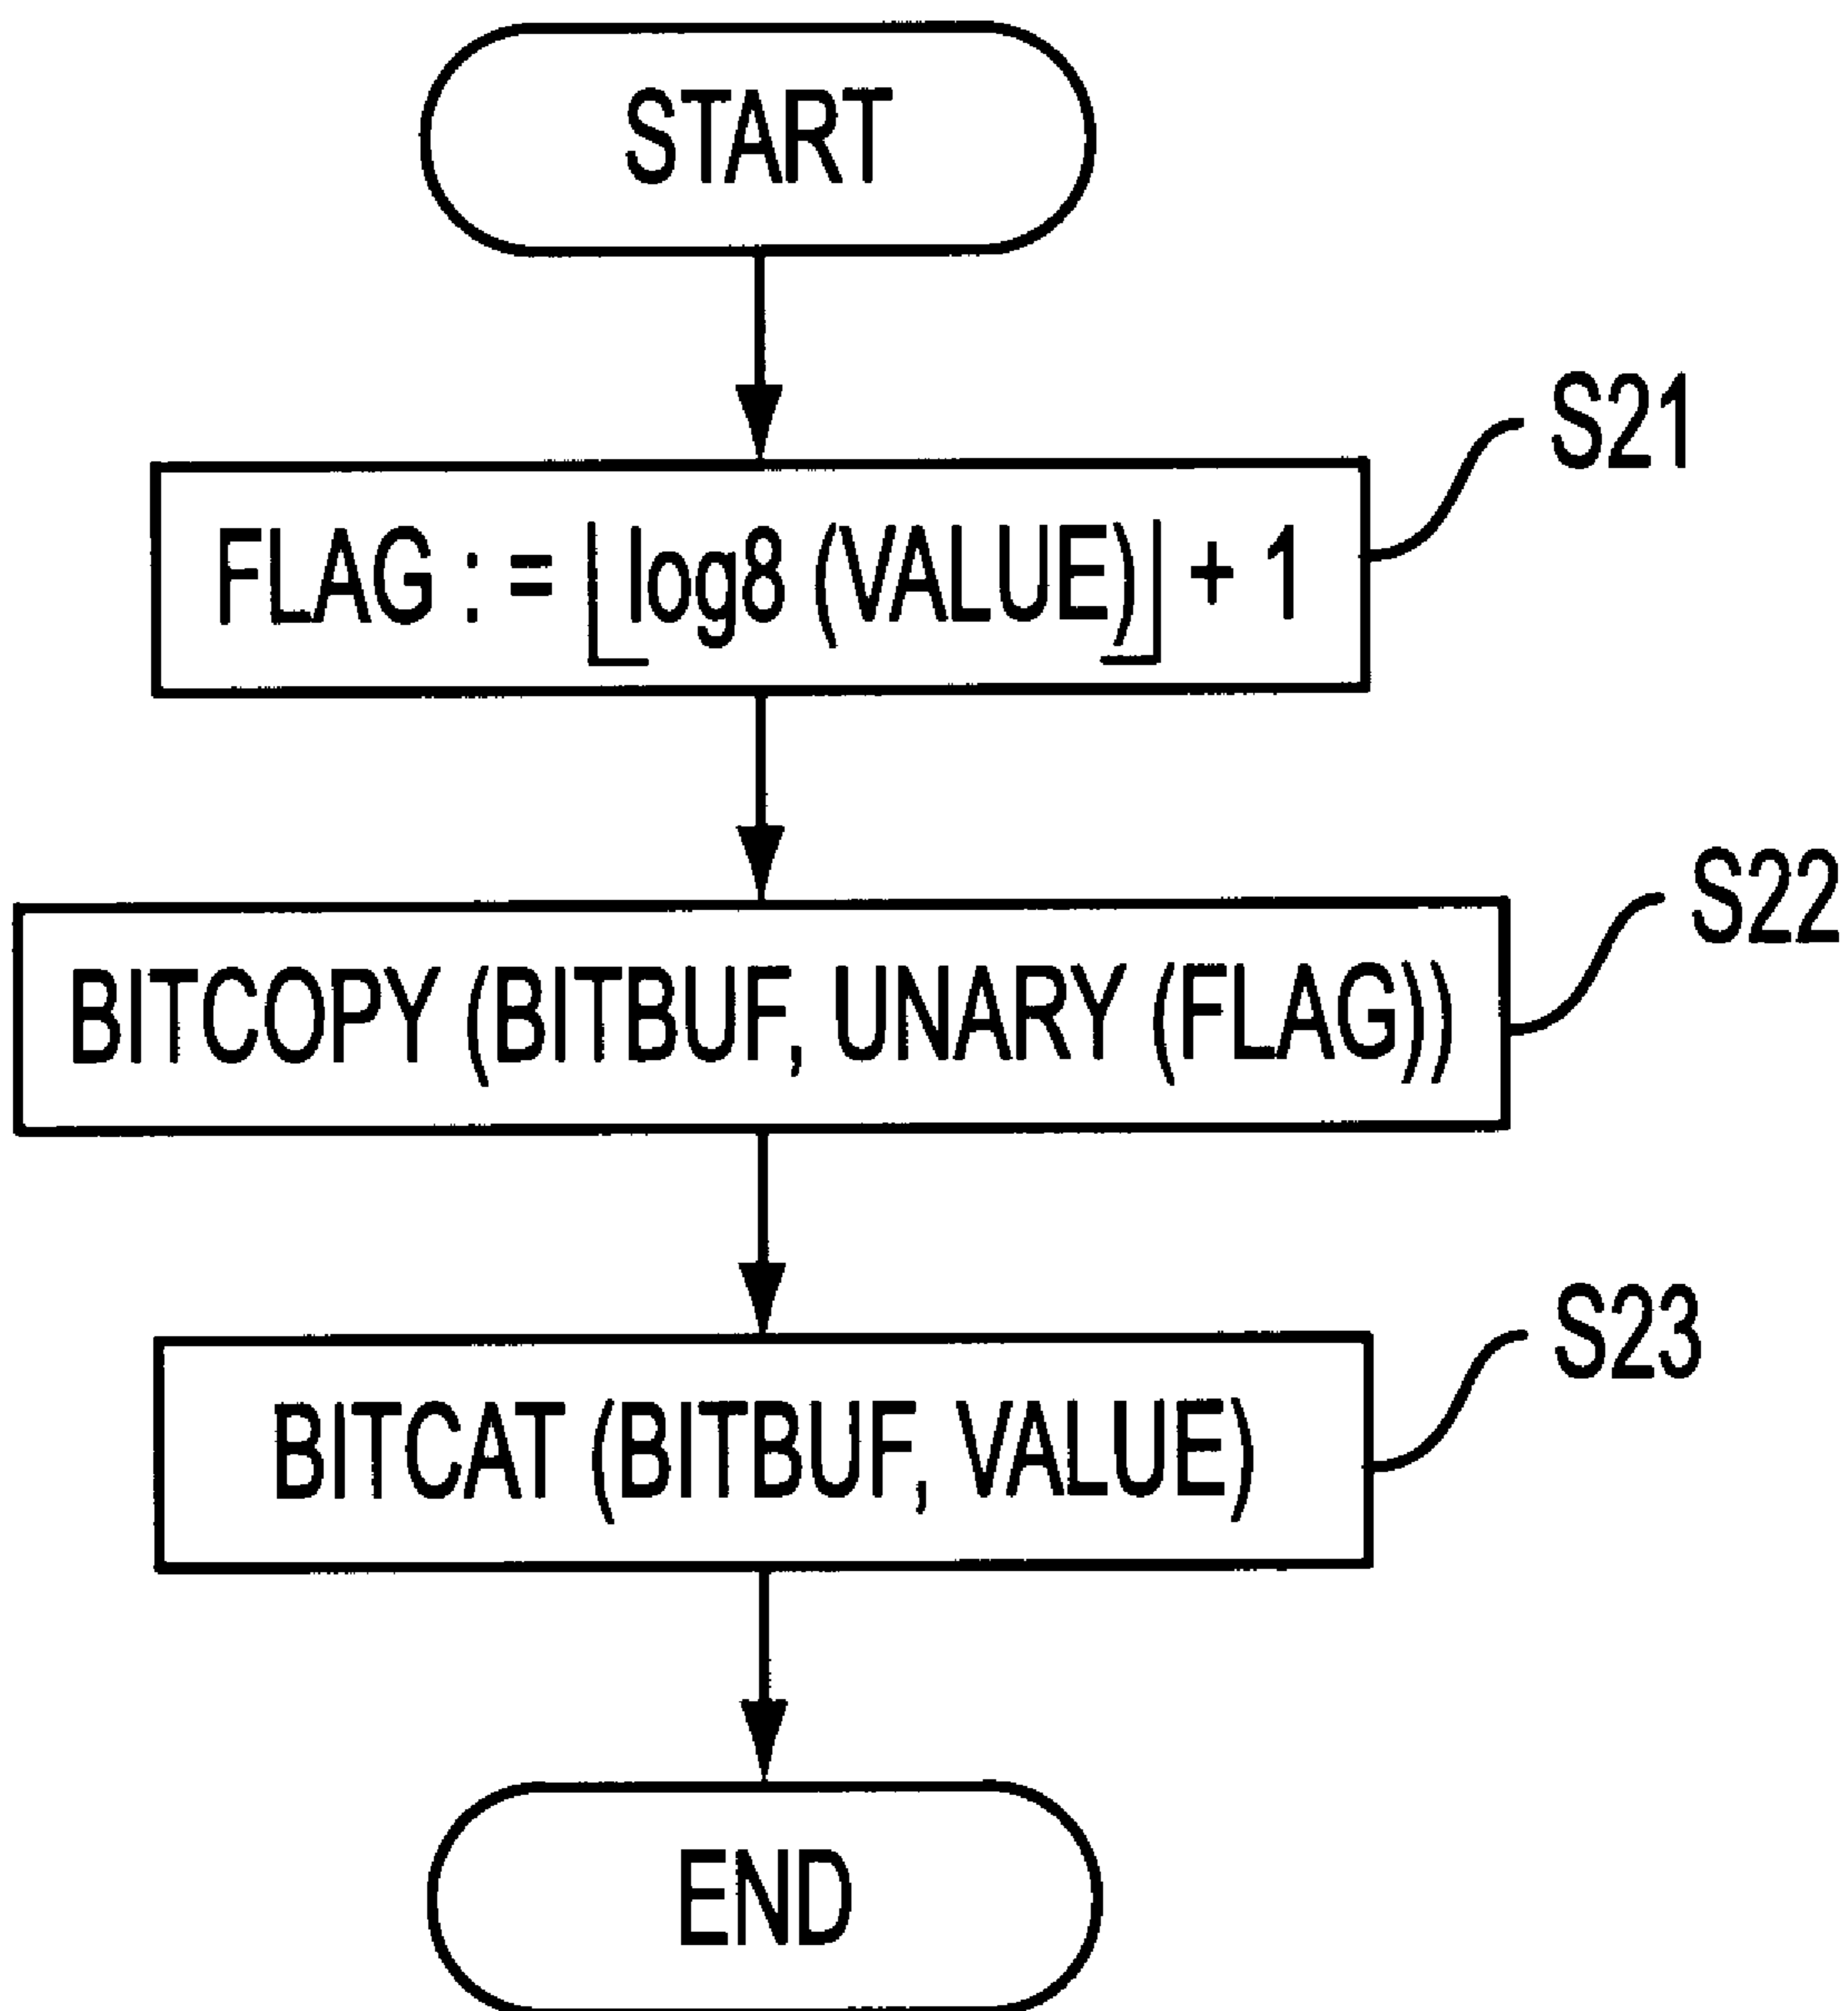 START
S21
FLAG : = ⌊log8 (VALUE)⌋ + 1
S22
BITCOPY (BITBUF, UNARY (FLAG))
S23
BITCAT (BITBUF, VALUE)
END